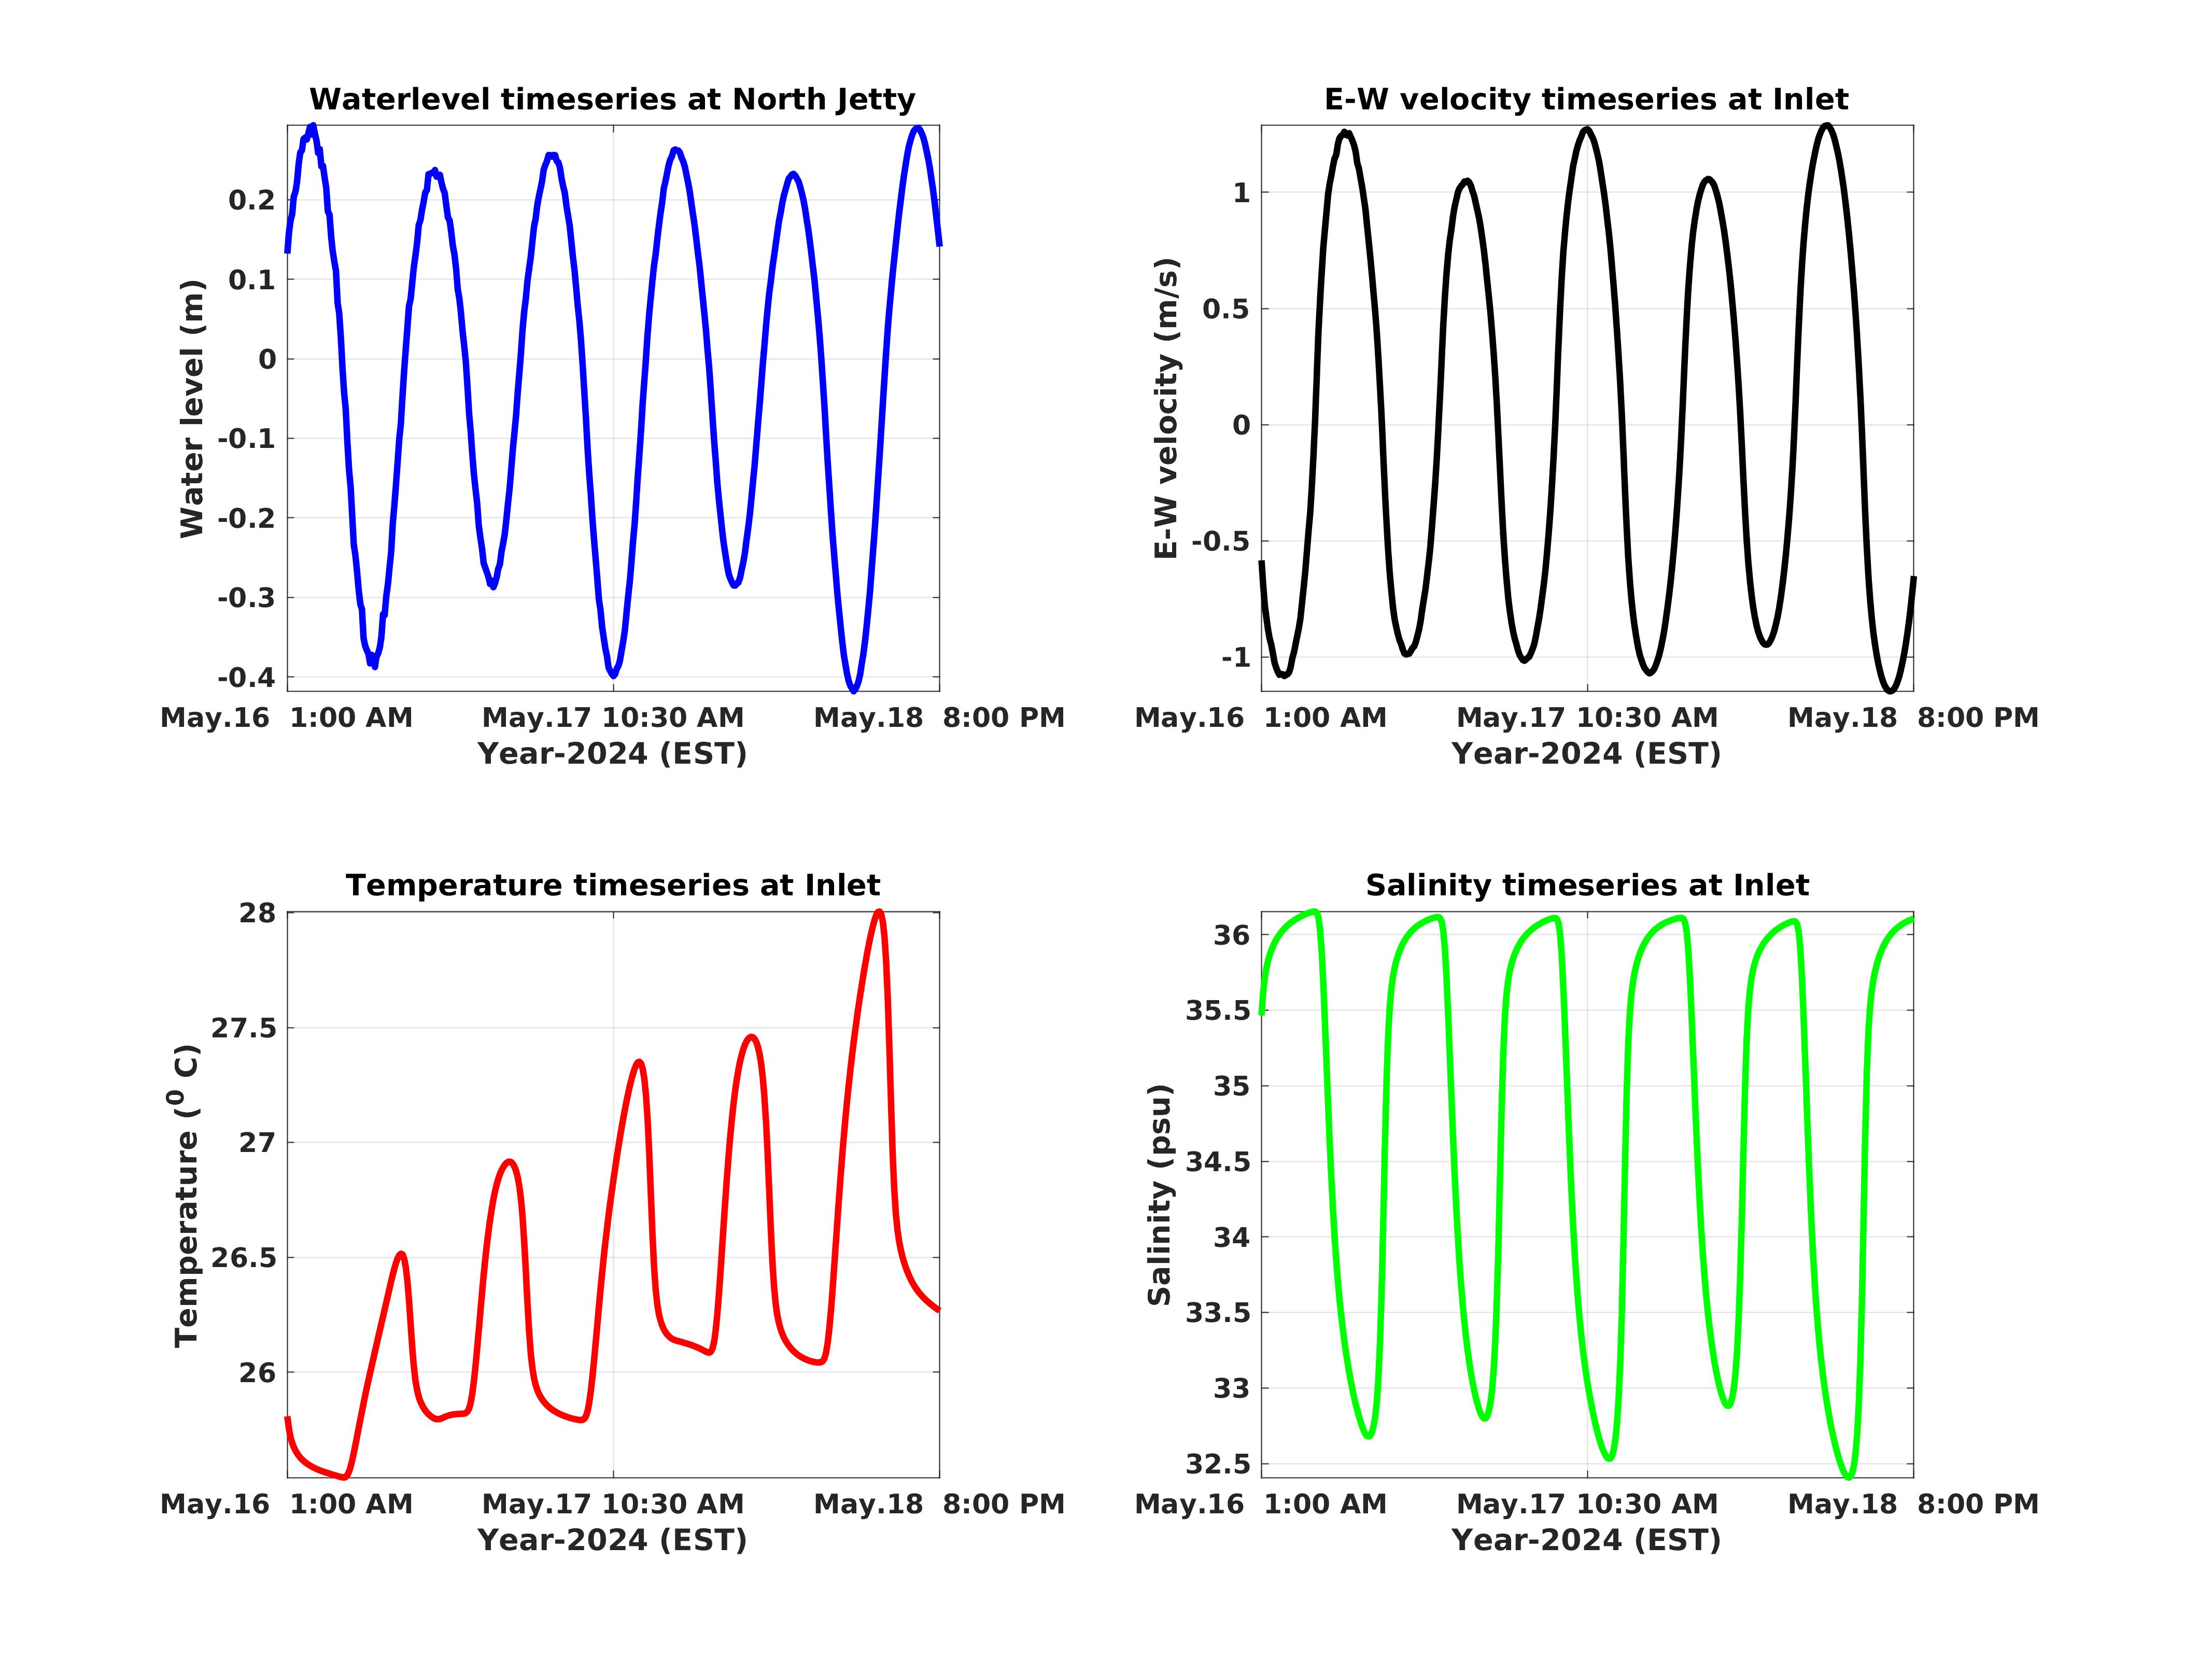 Waterlevel timeseries at North Jetty
Water level (m)
0.2
0.1
0
-0.1
-0.2
-0.3
-0.4
May.16 1:00 AM
May.17 10:30 AM
May.18 8:00 PM
Year-2024 (EST)
E-W velocity timeseries at Inlet
E-W velocity (m/s)
1
0.5
0
-0.5
-1
May.16 1:00 AM
May.17 10:30 AM
May.18 8:00 PM
Year-2024 (EST)
Temperature timeseries at Inlet
Temperature (⁰ C)
28
27.5
27
26.5
26
May.16 1:00 AM
May.17 10:30 AM
May.18 8:00 PM
Year-2024 (EST)
Salinity timeseries at Inlet
Salinity (psu)
36
35.5
35
34.5
34
33.5
33
32.5
May.16 1:00 AM
May.17 10:30 AM
May.18 8:00 PM
Year-2024 (EST)